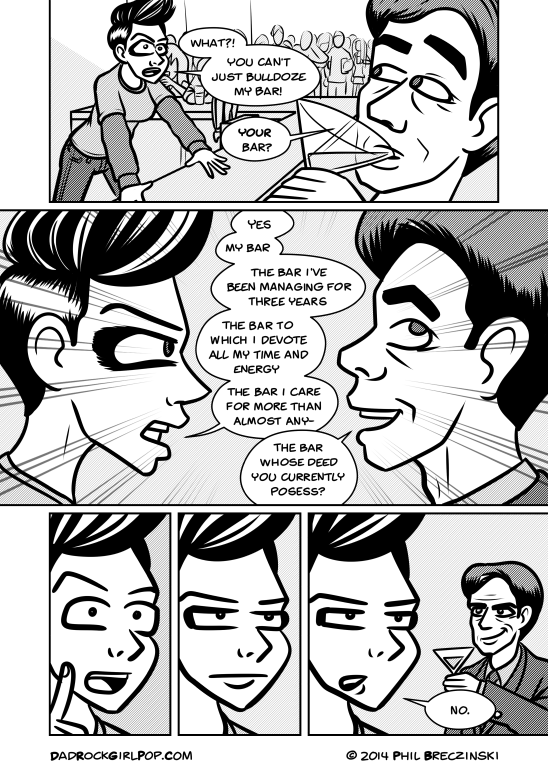 WHAT?!
YOU CAN'T
JUST BULLDOZE
MY BAR!
YOUR
BAR?
YES
MY BAR
THE BAR I'VE
BEEN MANAGING FOR
THREE YEARS
THE BAR TO
WHICH I DEVOTE
ALL MY TIME AND
ENERGY
THE BAR I CARE
FOR MORE THAN
ALMOST ANY-
THE BAR
WHOSE DEED
YOU CURRENTLY
POSESS?
NO.
DADROCKGIRLPOP.COM
© 2014 PHIL BRECZINSKI